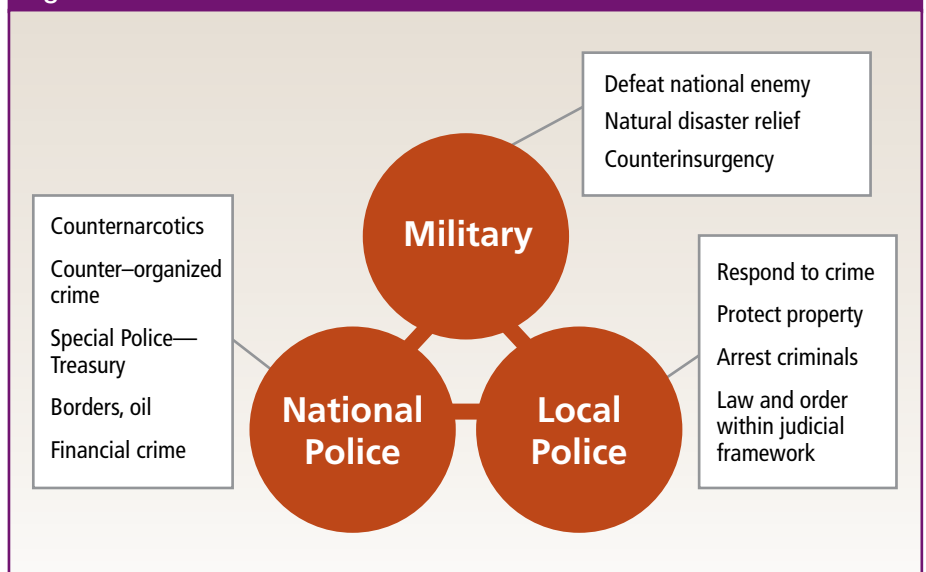 Defeat national enemy
Natural disaster relief
Counterinsurgency
Military
Counternarcotics
Counter–organized
crime
Special Police—
Treasury
Borders, oil
Financial crime
National
Police
Local
Police
Respond to crime
Protect property
Arrest criminals
Law and order
within judicial
framework